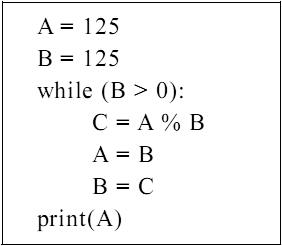 A = 125
B = 125
while (B > 0):
C = A % B
A = B
B = C
print(A)